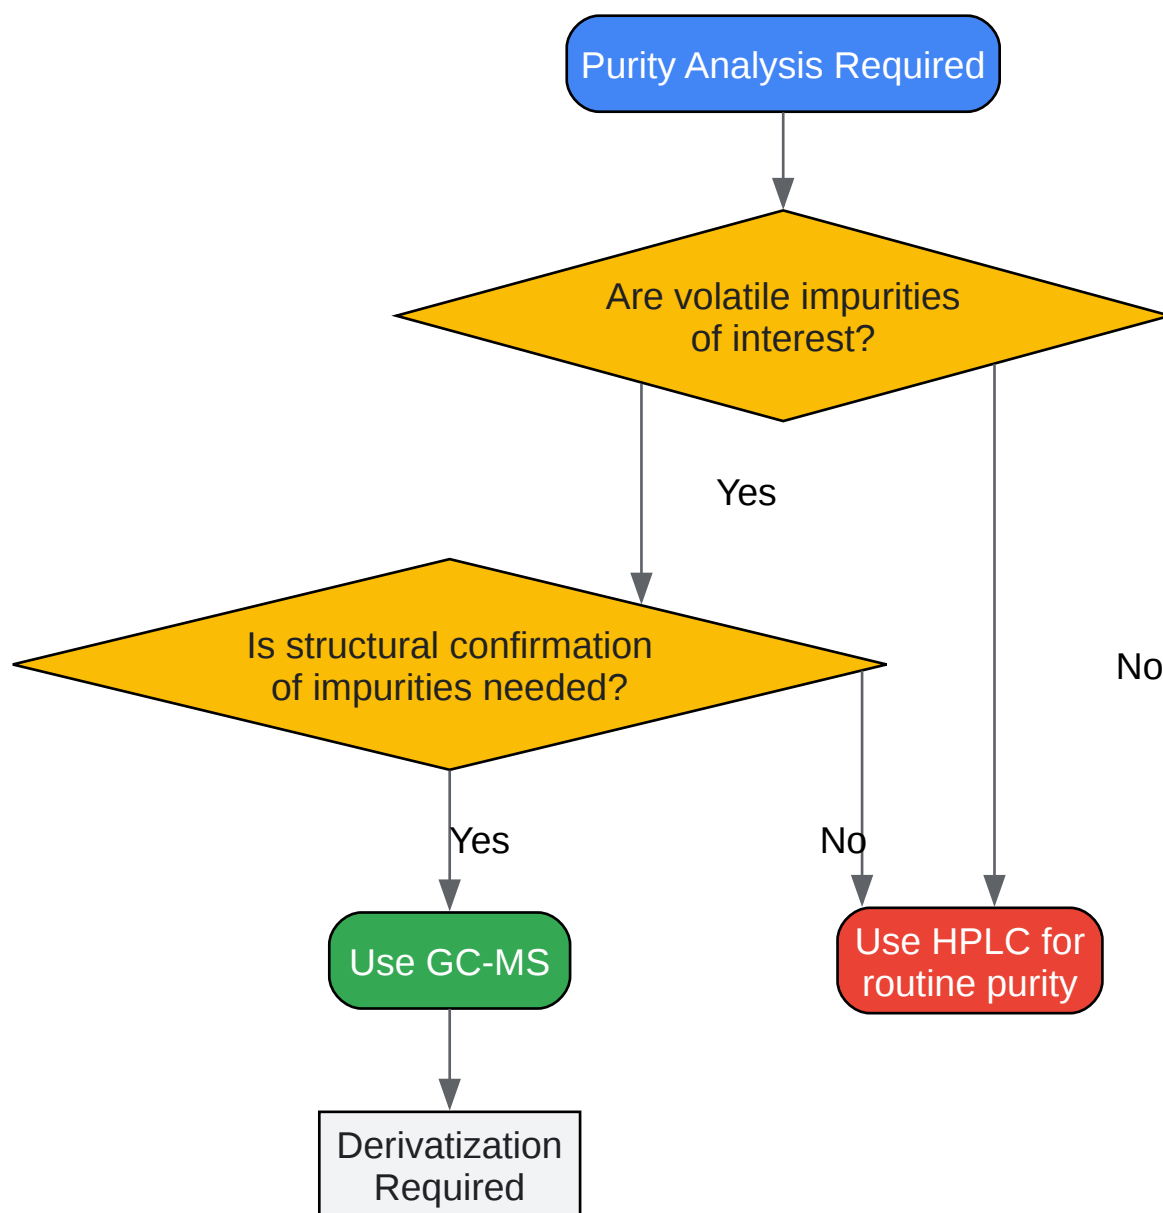 Purity Analysis Required
Are volatile impurities
of interest?
Yes
Is structural confirmation
of impurities needed?
No
Yes
No
Use GC-MS
Use HPLC for
routine purity
Derivatization
Required